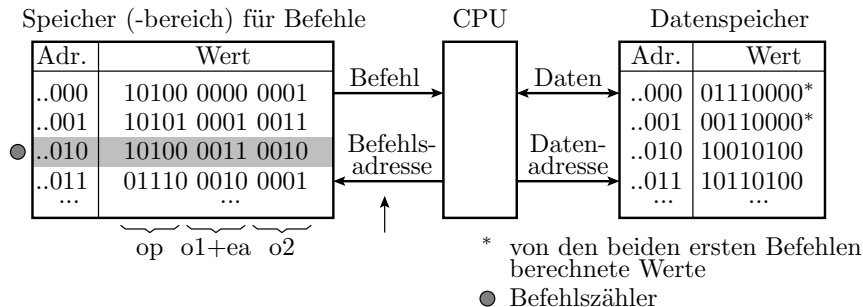 Speicher (-bereich) für Befehle
CPU
Datenspeicher
Adr. Wert
..000 10100 0000 0001
..001 10101 0001 0011
..010 10100 0011 0010
..011 01110 0010 0001
... ...
op o1+ea o2
Befehl
Befehls-
adresse
Daten
Daten-
adresse
Adr. Wert
..000 01110000*
..001 00110000*
..010 10010100
..011 10110100
... ...
* von den beiden ersten Befehlen
berechnete Werte
Befehlszähler